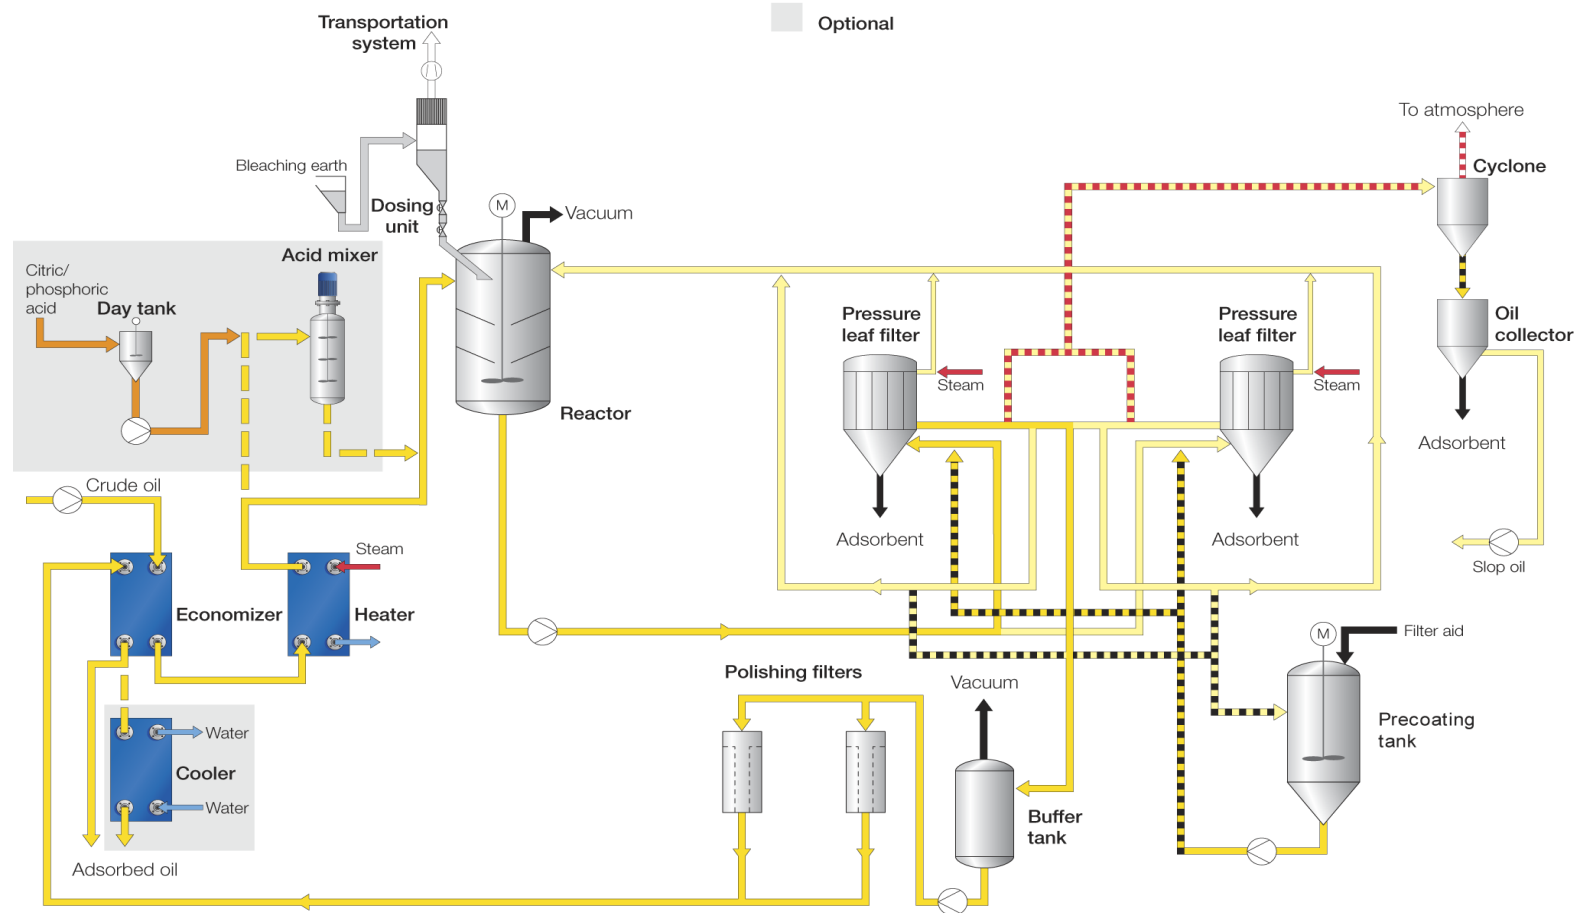 Transportation
system
Optional
To atmosphere
Cyclone
Bleaching earth
Dosing
unit
M
Vacuum
Acid mixer
Citric/
phosphoric
acid
Day tank
Pressure
leaf filter
Pressure
leaf filter
Oil
collector
Steam
Steam
Reactor
Adsorbent
Crude oil
Adsorbent
Adsorbent
Steam
Slop oil
Economizer
Heater
M
Filter aid
Polishing filters
Vacuum
Precoating
tank
Water
Cooler
Water
Buffer
tank
Adsorbed oil